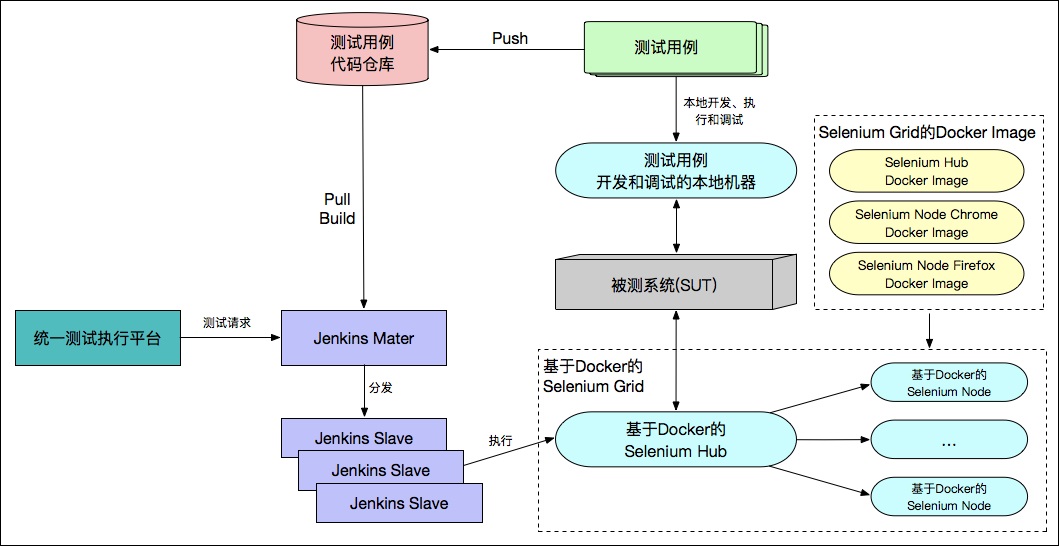 测试用例
代码仓库
Push
测试用例
本地开发、执
行和调试
测试用例
开发和调试的本地机器
Selenium Grid的Docker Image
Selenium Hub
Docker Image
Selenium Node Chrome
Docker Image
Selenium Node Firefox
Docker Image
Pull
Build
被测系统(SUT)
统一测试执行平台
测试请求
Jenkins Mater
分发
Jenkins Slave
Jenkins Slave
Jenkins Slave
执行
基于Docker的
Selenium Grid
基于Docker的
Selenium Hub
基于Docker的
Selenium Node
...
基于Docker的
Selenium Node